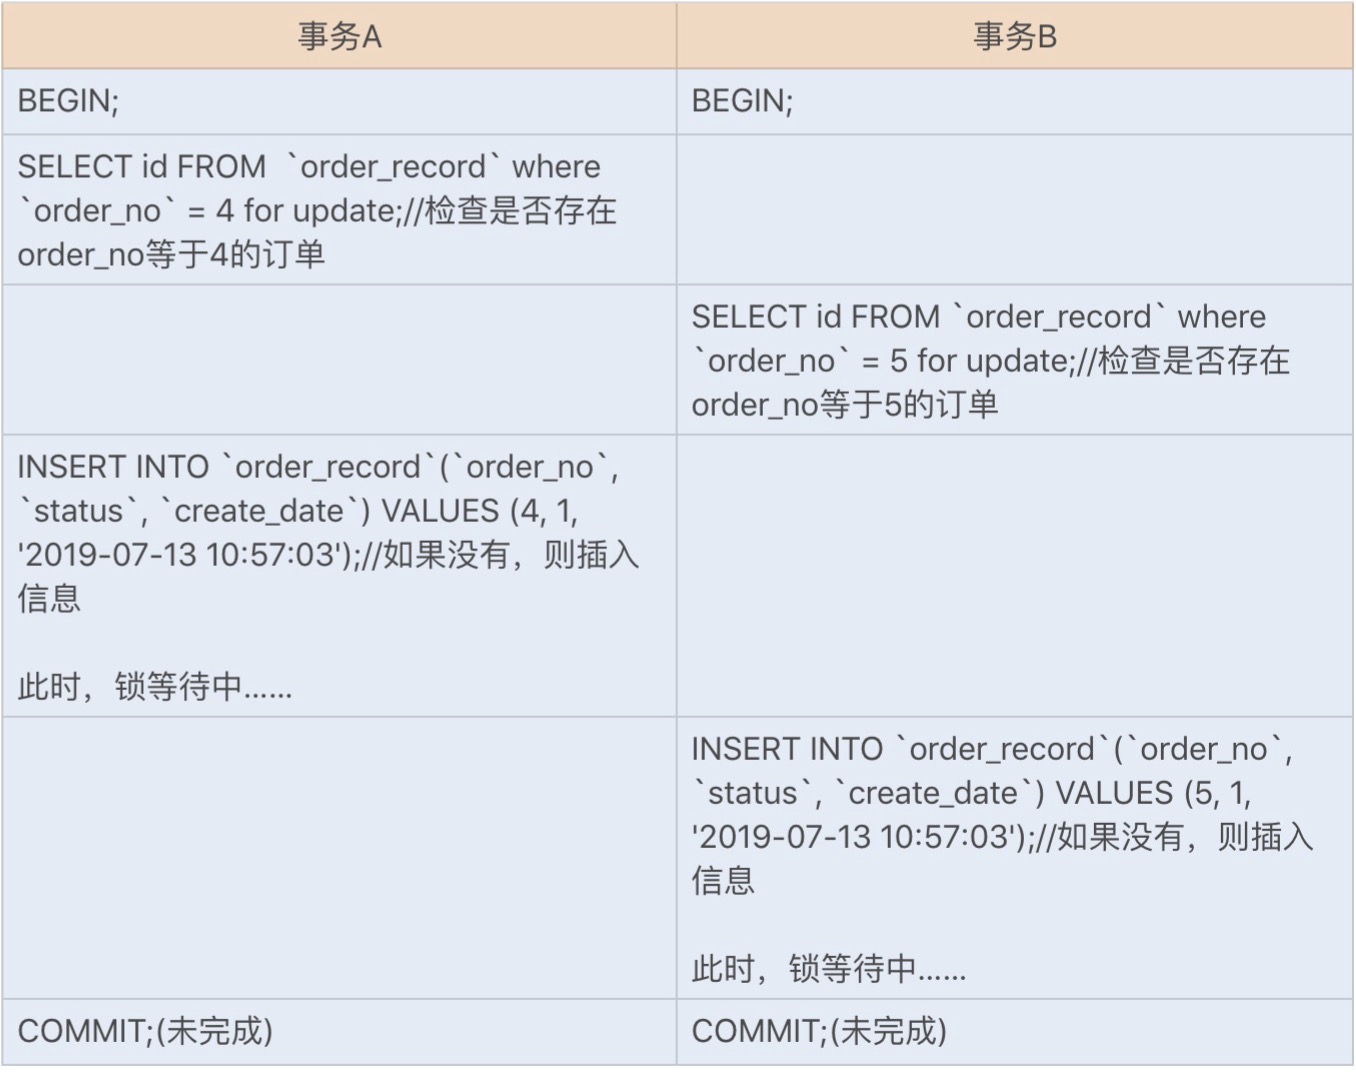 事务A
事务B
BEGIN;
BEGIN;
SELECT id FROM  `order_record` where
`order_no` = 4 for update;//检查是否存在
order_no等于4的订单
SELECT id FROM `order_record` where
`order_no` = 5 for update;//检查是否存在
order_no等于5的订单
INSERT INTO `order_record`(`order_no`,
`status`, `create_date`) VALUES (4, 1,
'2019-07-13 10:57:03');//如果没有，则插入
信息
此时，锁等待中......
INSERT INTO `order_record`(`order_no`,
`status`, `create_date`) VALUES (5, 1,
'2019-07-13 10:57:03');//如果没有，则插入
信息
此时，锁等待中......
COMMIT;(未完成)
COMMIT;(未完成)